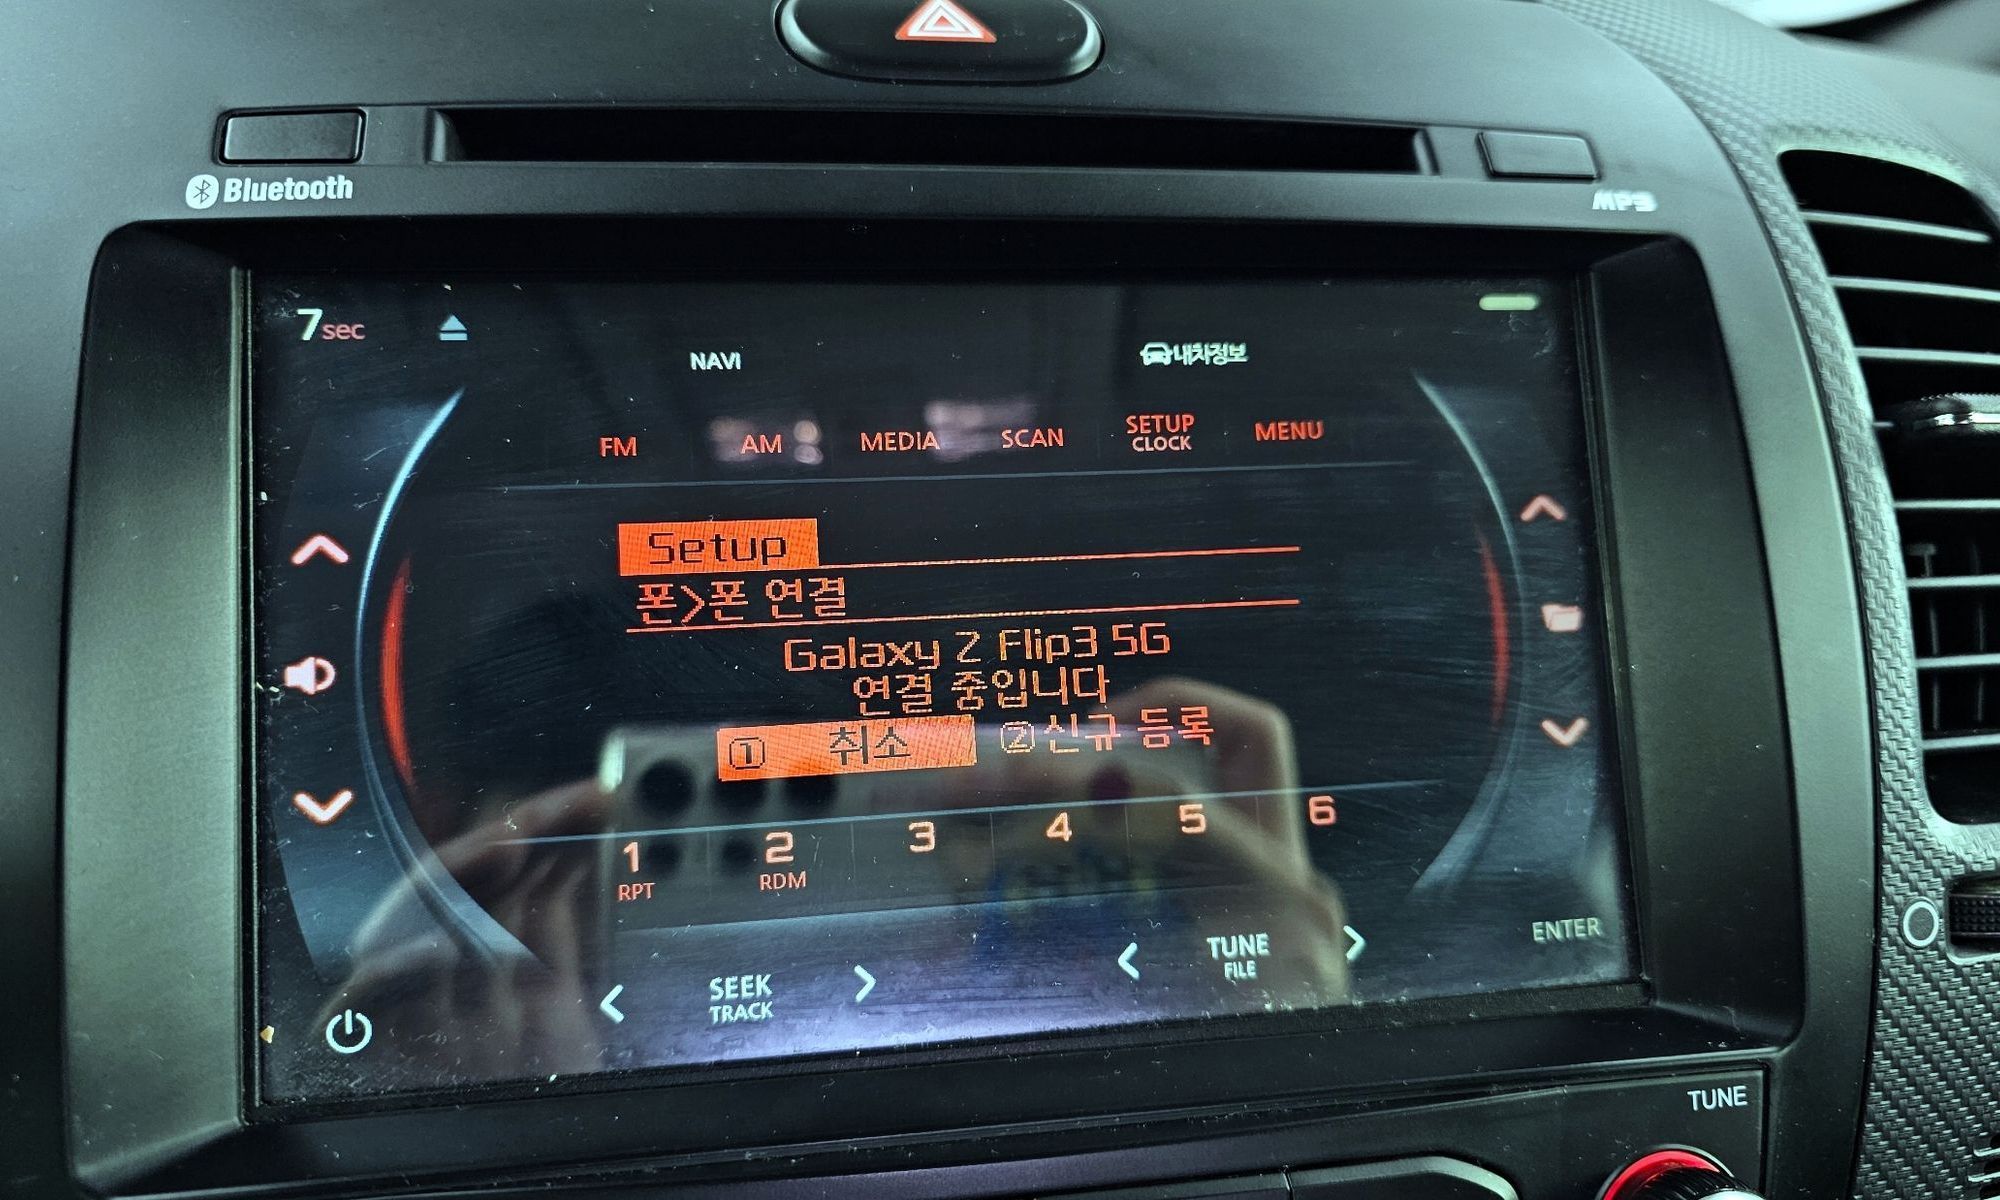 Bluetooth
MP3
7sec
NAVI
내차정보
FM AM MEDIA SCAN SETUP CLOCK MENU
Setup
폰>폰 연결
Galaxy Z Flip3 5G
연결 중입니다
① 취소 ②신규 등록
1 2 3 4 5 6
RPT RDM
ENTER
SEEK TRACK
TUNE FILE
TUNE